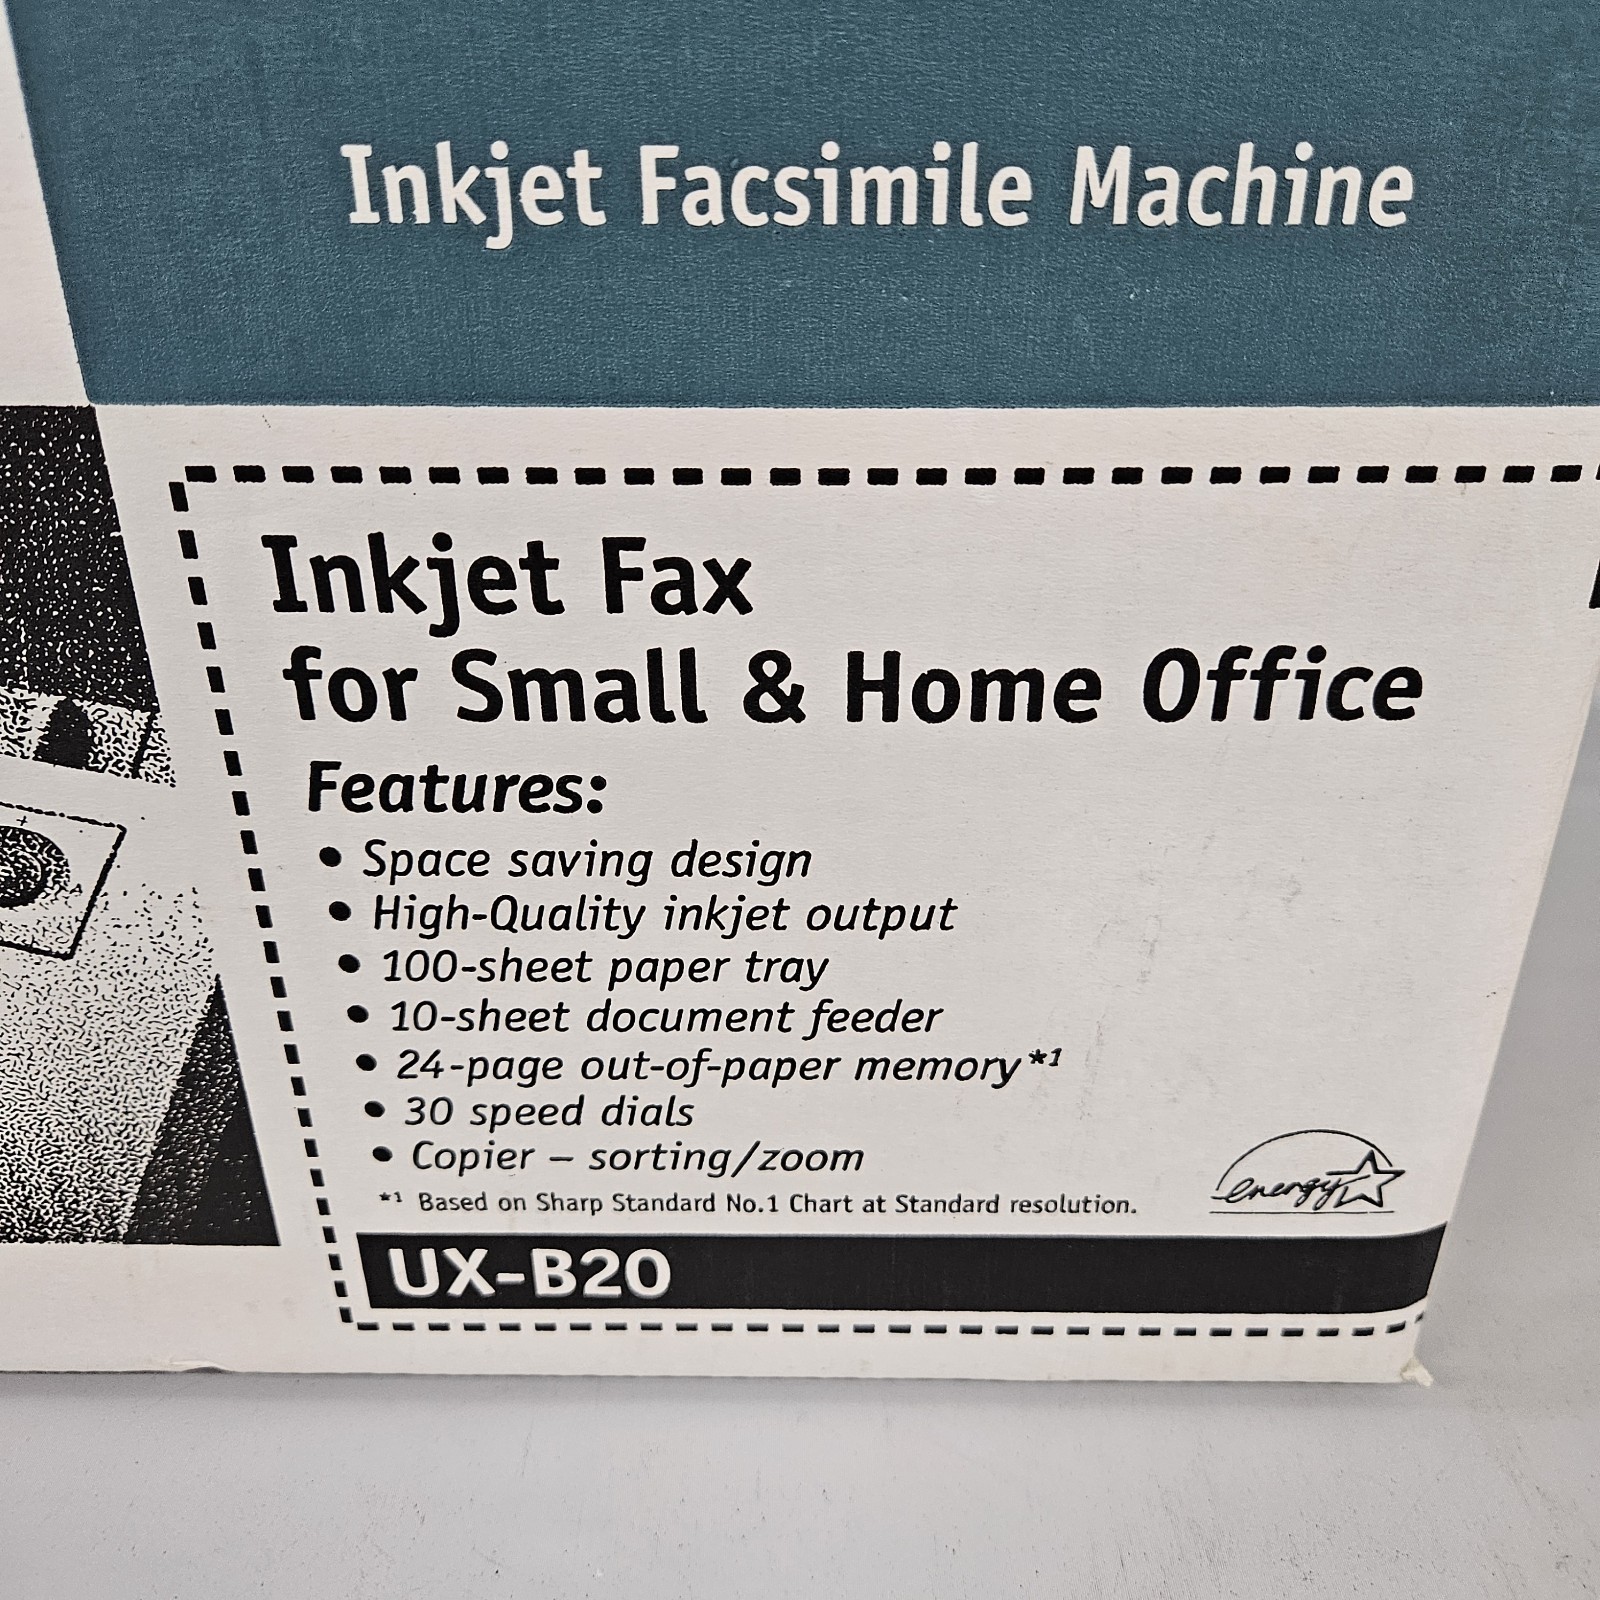 Inkjet Facsimile Machine
Inkjet Fax
for Small & Home Office
Features:
• Space saving design
• High-Quality inkjet output
• 100-sheet paper tray
• 10-sheet document feeder
• 24-page out-of-paper memory*1
• 30 speed dials
• Copier – sorting/zoom
*1 Based on Sharp Standard No.1 Chart at Standard resolution.
energy
UX-B20